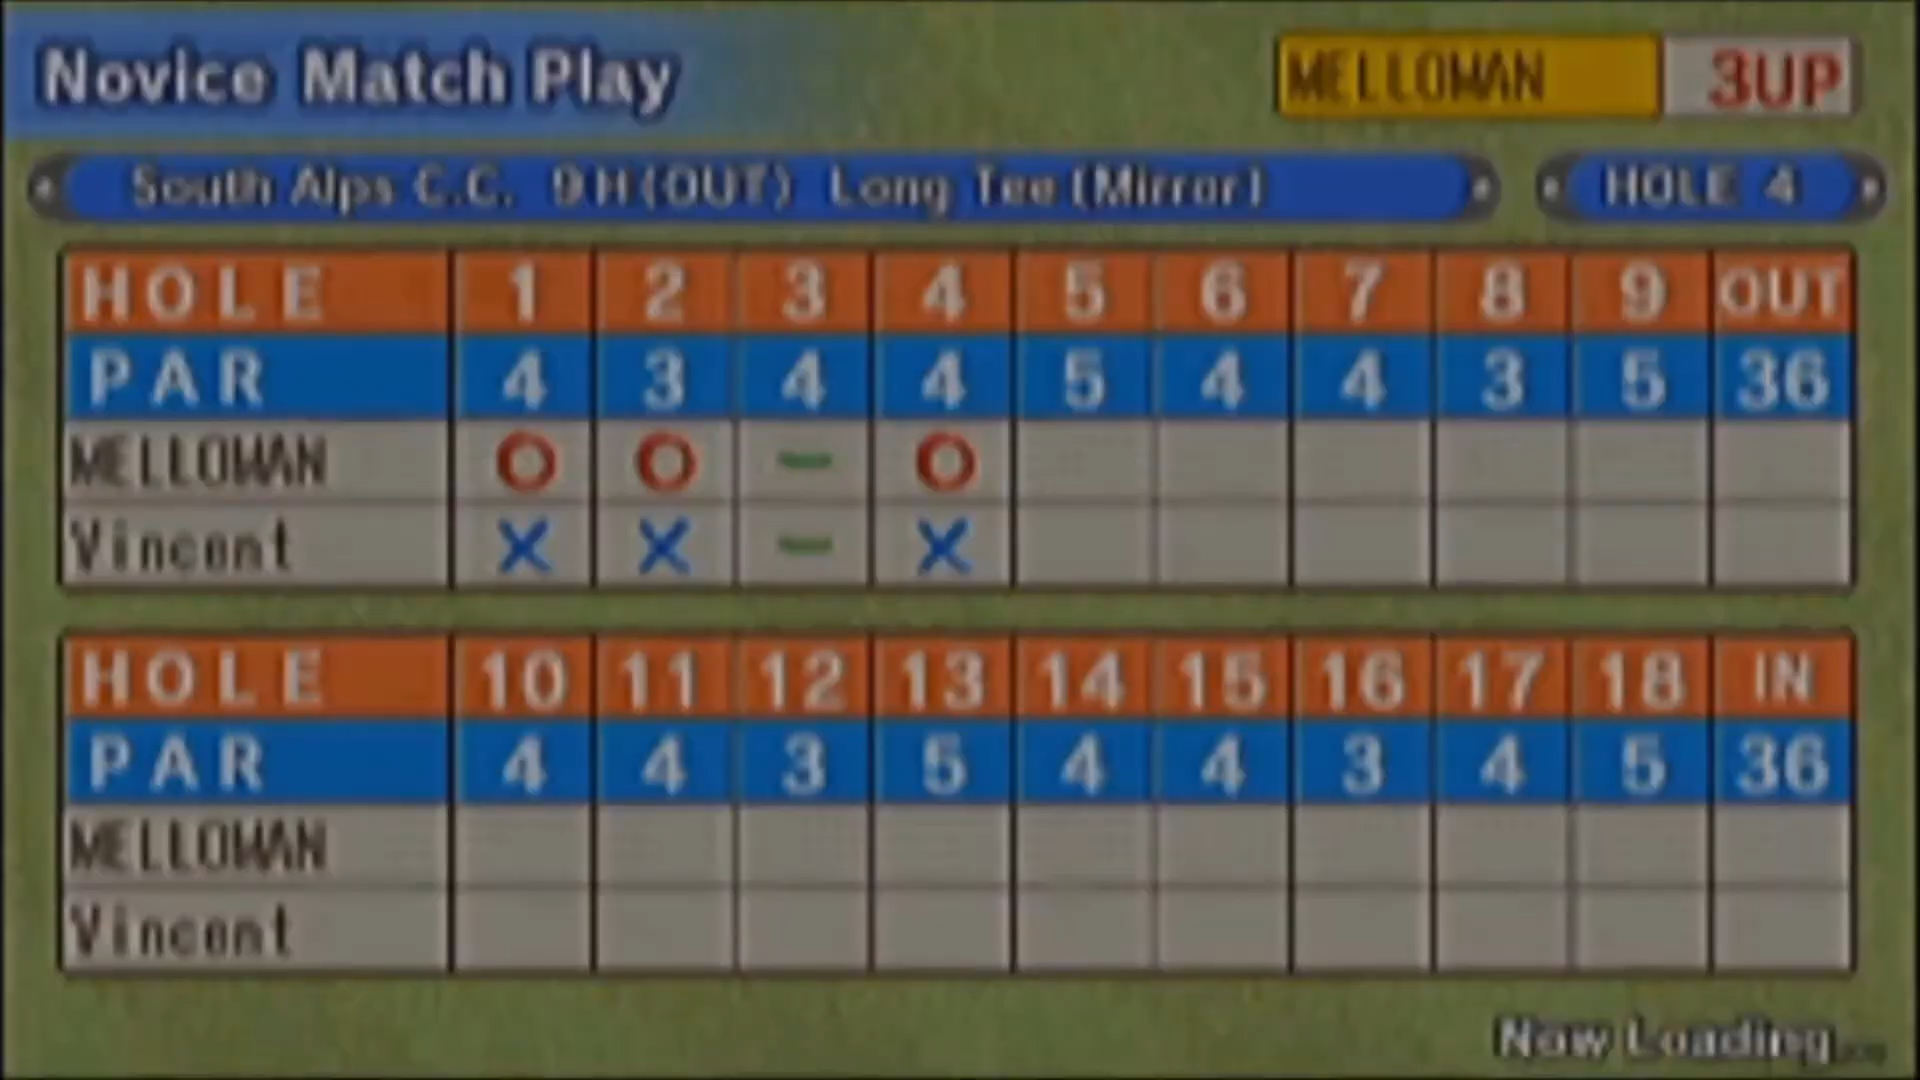 Novice Match Play
MELLOMAN 3UP
South Alps C.C. 9H(OUT) Long Tee(Mirror)
HOLE 4
HOLE 1 2 3 4 5 6 7 8 9 OUT
PAR 4 3 4 4 5 4 4 3 5 36
MELLOMAN O O - O
Vincent X X - X
HOLE 10 11 12 13 14 15 16 17 18 IN
PAR 4 4 3 5 4 4 3 4 5 36
MELLOMAN
Vincent
Now Loading...